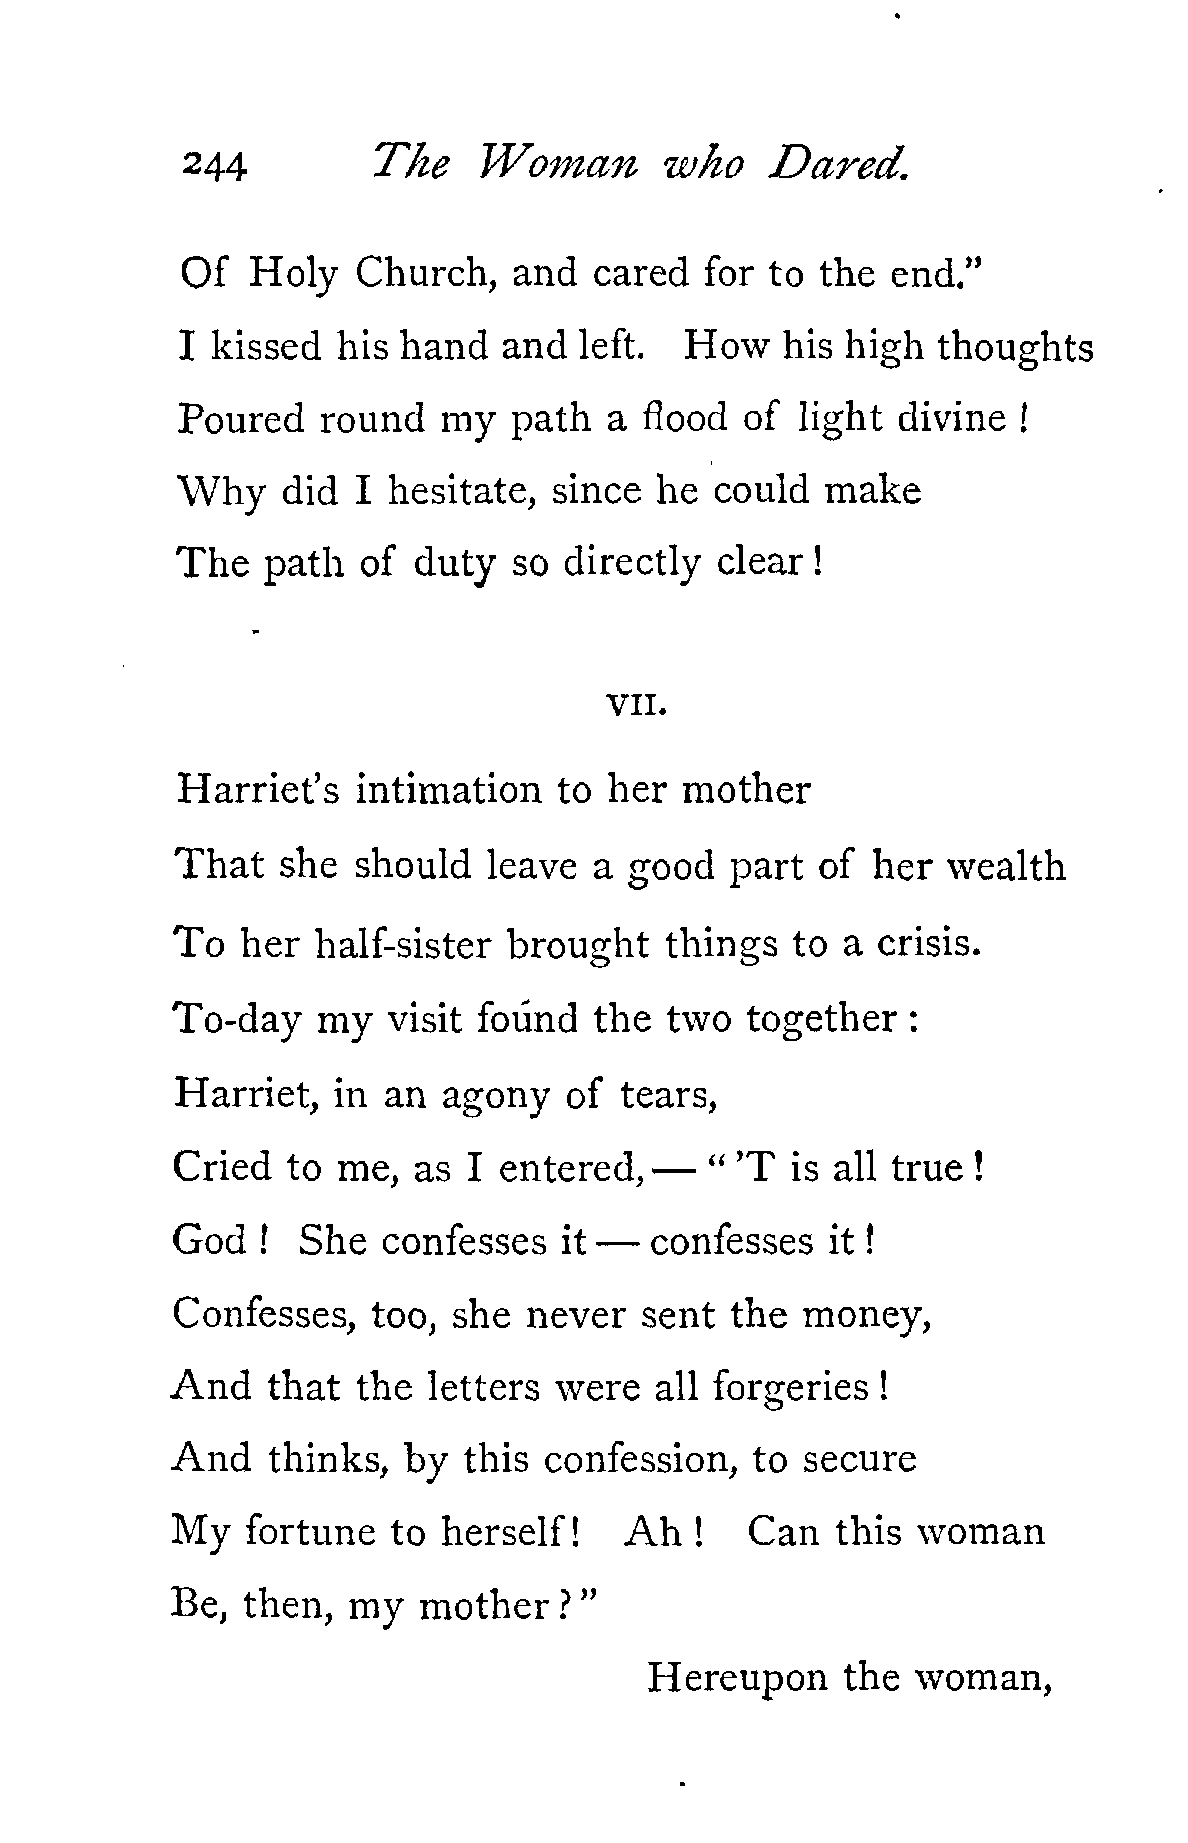 244 The Woman who Dared.
Of Holy Church, and cared for to the end."
I kissed his hand and left. How his high thoughts
Poured round my path a flood of light divine !
Why did I hesitate, since he could make
The path of duty so directly clear !
VII.
Harriet's intimation to her mother
That she should leave a good part of her wealth
To her half-sister brought things to a crisis.
To-day my visit found the two together :
Harriet, in an agony of tears,
Cried to me, as I entered, — " 'T is all true !
God ! She confesses it — confesses it !
Confesses, too, she never sent the money,
And that the letters were all forgeries !
And thinks, by this confession, to secure
My fortune to herself ! Ah ! Can this woman
Be, then, my mother ? "
Hereupon the woman,